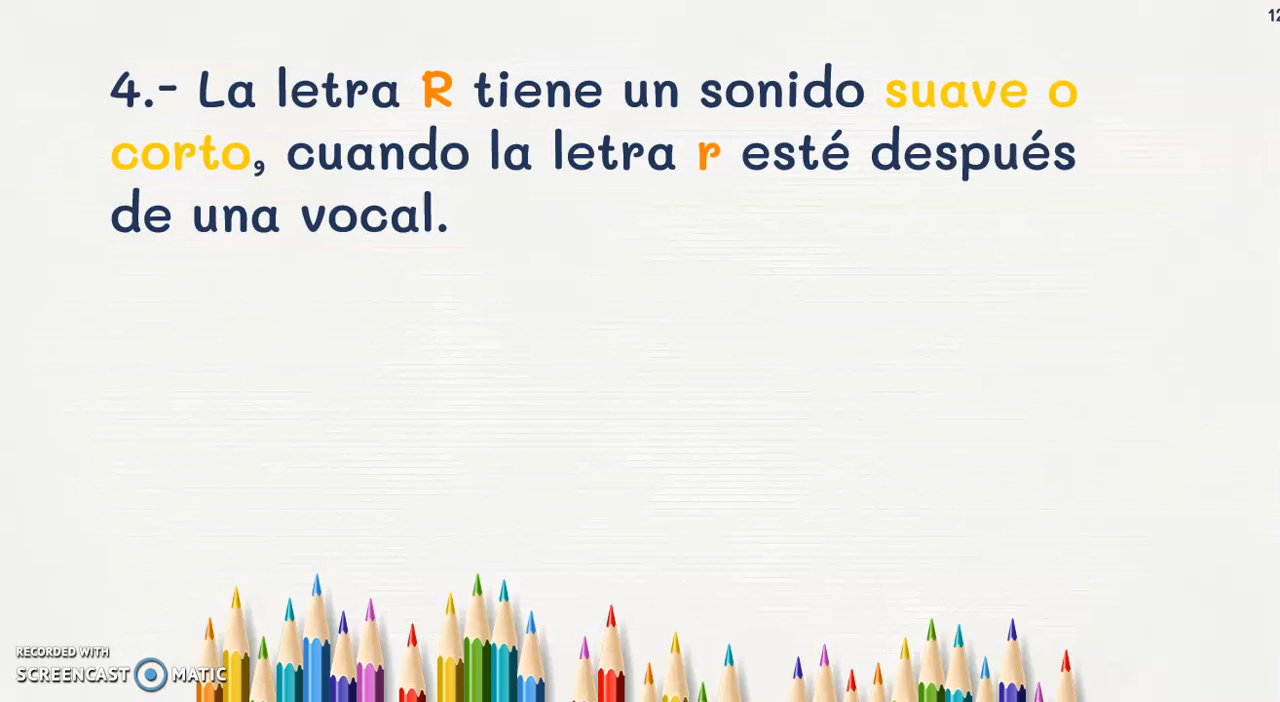 12
4.- La letra R tiene un sonido suave o
corto, cuando la letra r esté después
de una vocal.
RECORDED WITH
SCREENCAST MATIC